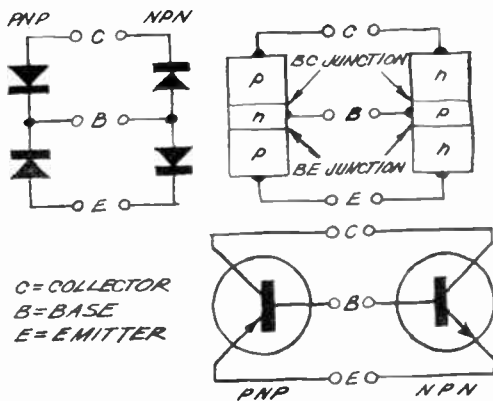 PNP NPN
C
B
E
C
BC JUNCTION
p n
n B p
BE JUNCTION
p n
E
C = COLLECTOR
B = BASE
E = EMITTER
C
B
E
PNP NPN